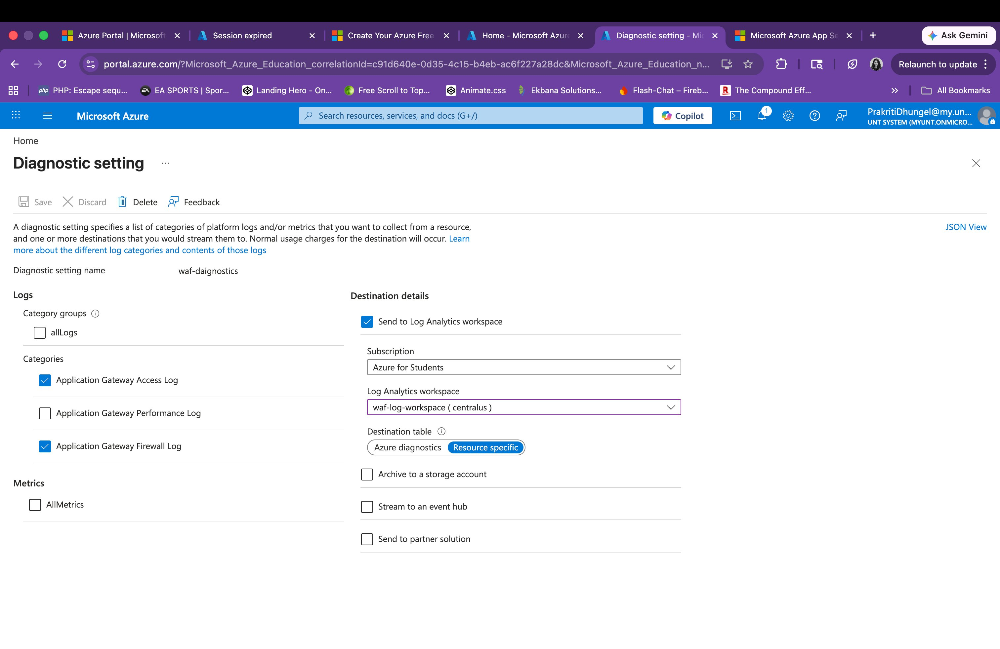 Azure Portal | Microsoft
Session expired
Create Your Azure Free
Home - Microsoft Azure
Diagnostic setting - Mic
Microsoft Azure App Se
Ask Gemini
portal.azure.com/?Microsoft_Azure_Education_correlationId=c91d640e-0d35-4c15-b4eb-ac6f227a28dc&Microsoft_Azure_Education_n...
Relaunch to update
php PHP: Escape sequ...
EA SPORTS | Spor...
Landing Hero - On...
Free Scroll to Top...
Animate.css
Ekbana Solutions...
Flash-Chat – Fireb...
R The Compound Eff...
All Bookmarks
Microsoft Azure
Search resources, services, and docs (G+/)
Copilot
1
PrakritiDhungel@my.un...
UNT SYSTEM (MYUNT.ONMICRO...
Home
Diagnostic setting
...
Save
Discard
Delete
Feedback
A diagnostic setting specifies a list of categories of platform logs and/or metrics that you want to collect from a resource,
and one or more destinations that you would stream them to. Normal usage charges for the destination will occur. Learn
more about the different log categories and contents of those logs
JSON View
Diagnostic setting name
waf-daignostics
Logs
Category groups
allLogs
Categories
Application Gateway Access Log
Application Gateway Performance Log
Application Gateway Firewall Log
Metrics
AllMetrics
Destination details
Send to Log Analytics workspace
Subscription
Azure for Students
Log Analytics workspace
waf-log-workspace ( centralus )
Destination table
Azure diagnostics
Resource specific
Archive to a storage account
Stream to an event hub
Send to partner solution